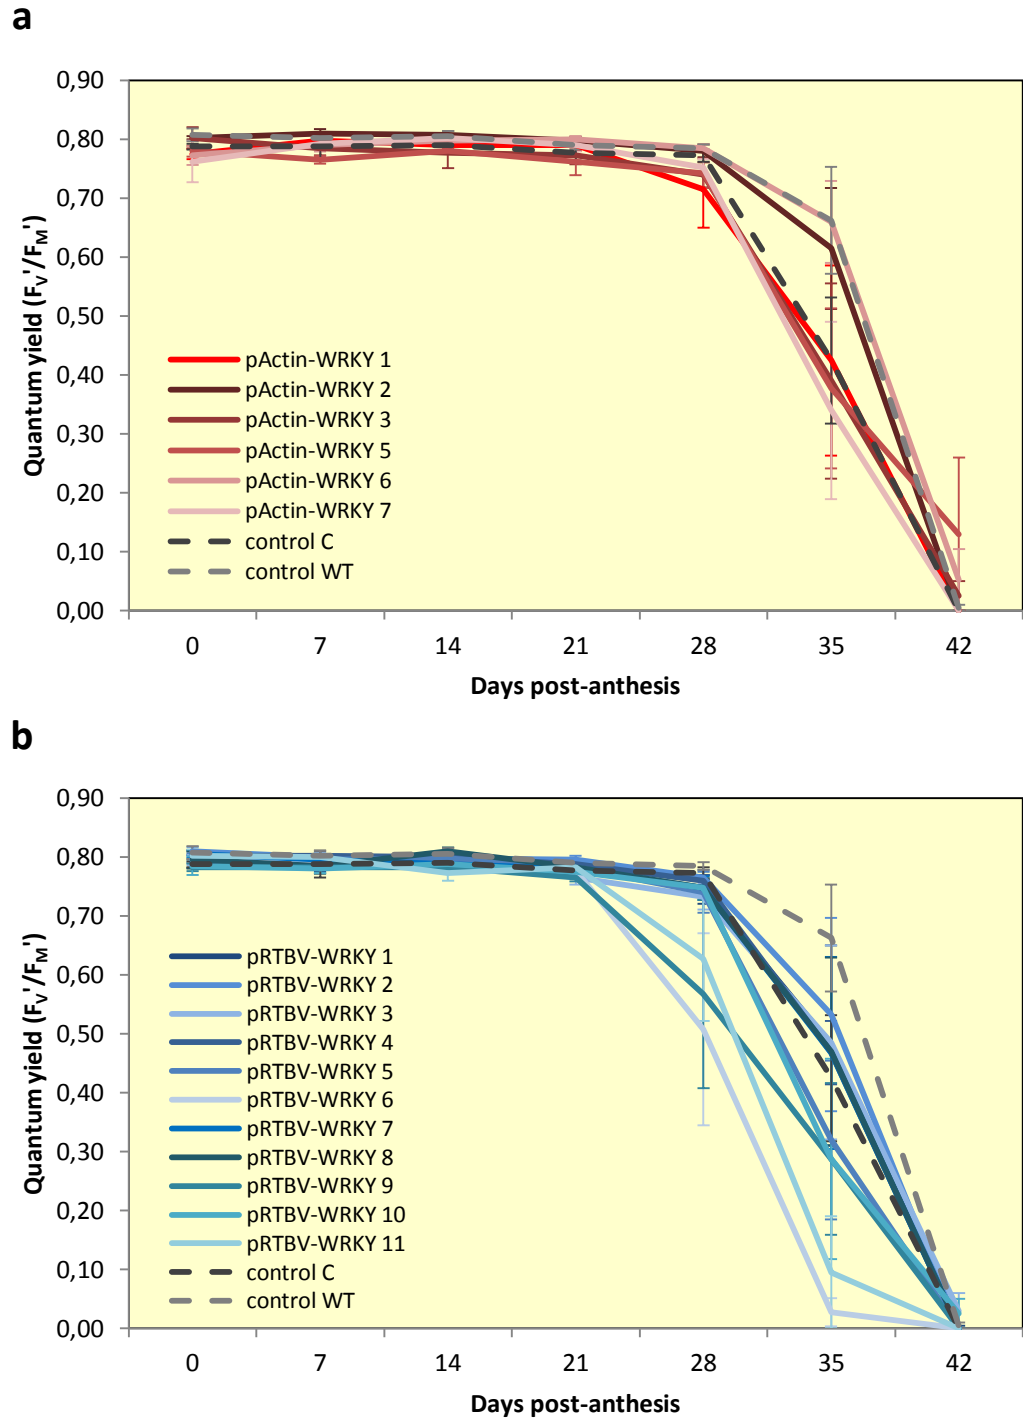 a
0,90
0,80
0,70
0,60
0,50
0,40
0,30
0,20
0,10
0,00
Quantum yield (FV'/FM')
pActin-WRKY 1
pActin-WRKY 2
pActin-WRKY 3
pActin-WRKY 5
pActin-WRKY 6
pActin-WRKY 7
control C
control WT
0 7 14 21 28 35 42
Days post-anthesis
b
0,90
0,80
0,70
0,60
0,50
0,40
0,30
0,20
0,10
0,00
Quantum yield (FV'/FM')
pRTBV-WRKY 1
pRTBV-WRKY 2
pRTBV-WRKY 3
pRTBV-WRKY 4
pRTBV-WRKY 5
pRTBV-WRKY 6
pRTBV-WRKY 7
pRTBV-WRKY 8
pRTBV-WRKY 9
pRTBV-WRKY 10
pRTBV-WRKY 11
control C
control WT
0 7 14 21 28 35 42
Days post-anthesis